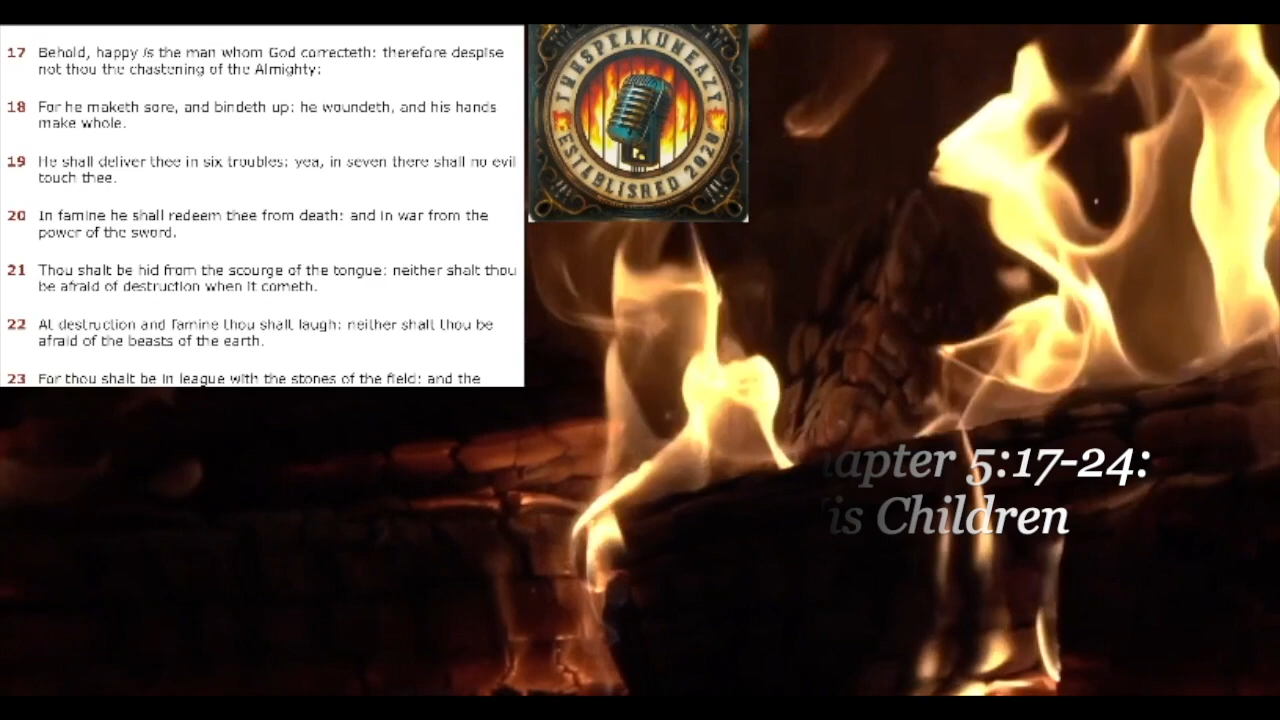 17 Behold, happy is the man whom God correcteth: therefore despise
not thou the chastening of the Almighty:
18 For he maketh sore, and bindeth up: he woundeth, and his hands
make whole.
19 He shall deliver thee in six troubles: yea, in seven there shall no evil
touch thee.
20 In famine he shall redeem thee from death: and in war from the
power of the sword.
21 Thou shalt be hid from the scourge of the tongue: neither shalt thou
be afraid of destruction when it cometh.
22 At destruction and famine thou shalt laugh: neither shalt thou be
afraid of the beasts of the earth.
23 For thou shalt be in league with the stones of the field: and the
THUSPEAKUNEAZY
ESTABLISHED 2020
apter 5:17-24:
is Children